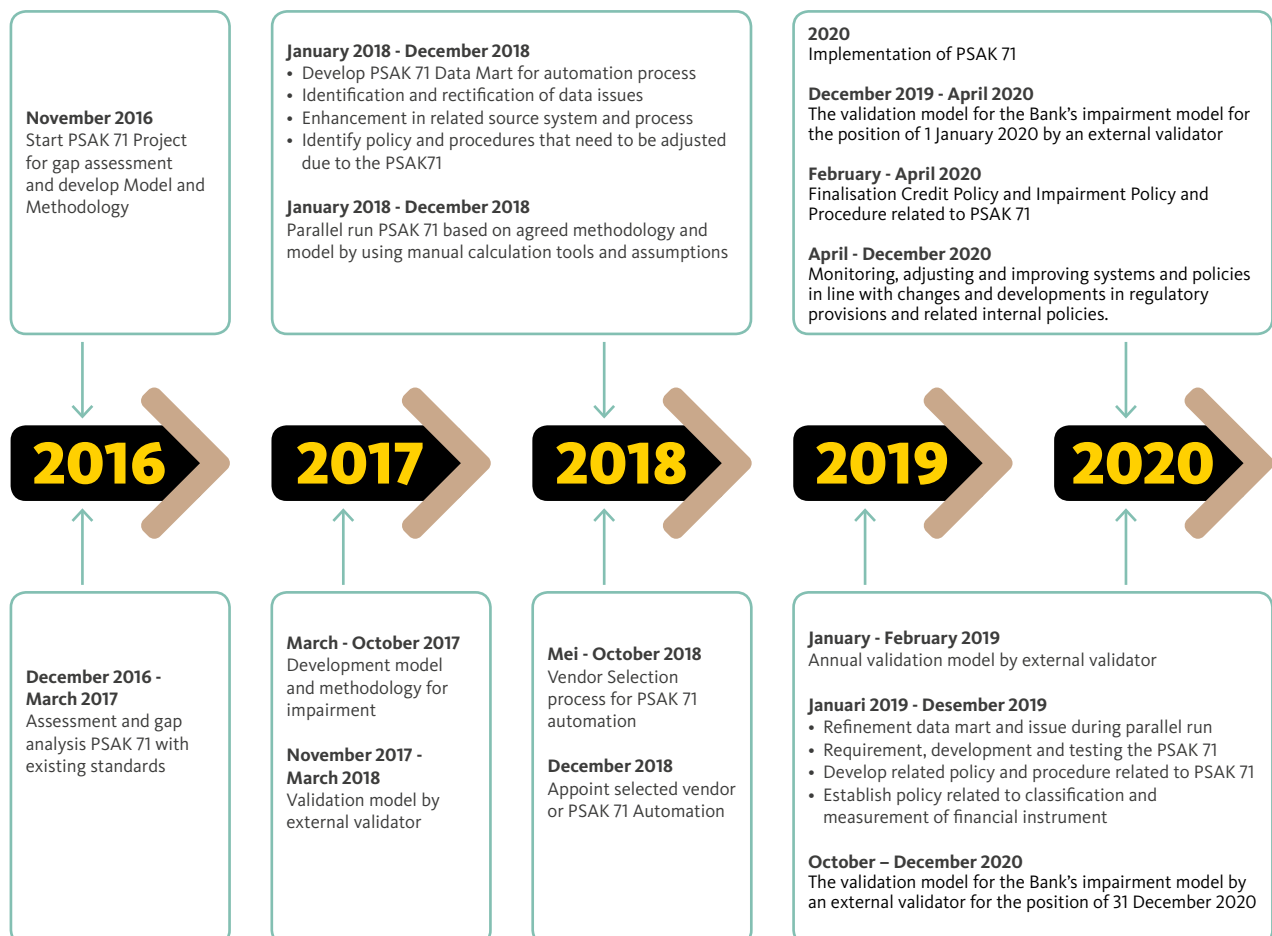 November 2016
Start PSAK 71 Project
for gap assessment
and develop Model and
Methodology
January 2018 - December 2018
• Develop PSAK 71 Data Mart for automation process
• Identification and rectification of data issues
• Enhancement in related source system and process
• Identify policy and procedures that need to be adjusted
due to the PSAK71
January 2018 - December 2018
Parallel run PSAK 71 based on agreed methodology and
model by using manual calculation tools and assumptions
2020
Implementation of PSAK 71
December 2019 - April 2020
The validation model for the Bank's impairment model for
the position of 1 January 2020 by an external validator
February - April 2020
Finalisation Credit Policy and Impairment Policy and
Procedure related to PSAK 71
April - December 2020
Monitoring, adjusting and improving systems and policies
in line with changes and developments in regulatory
provisions and related internal policies.
2016
2017
2018
2019
2020
December 2016 -
March 2017
Assessment and gap
analysis PSAK 71 with
existing standards
March - October 2017
Development model
and methodology for
impairment
November 2017 -
March 2018
Validation model by
external validator
Mei - October 2018
Vendor Selection
process for PSAK 71
automation
December 2018
Appoint selected vendor
or PSAK 71 Automation
January - February 2019
Annual validation model by external validator
Januari 2019 - Desember 2019
• Refinement data mart and issue during parallel run
• Requirement, development and testing the PSAK 71
• Develop related policy and procedure related to PSAK 71
• Establish policy related to classification and
measurement of financial instrument
October – December 2020
The validation model for the Bank's impairment model by
an external validator for the position of 31 December 2020